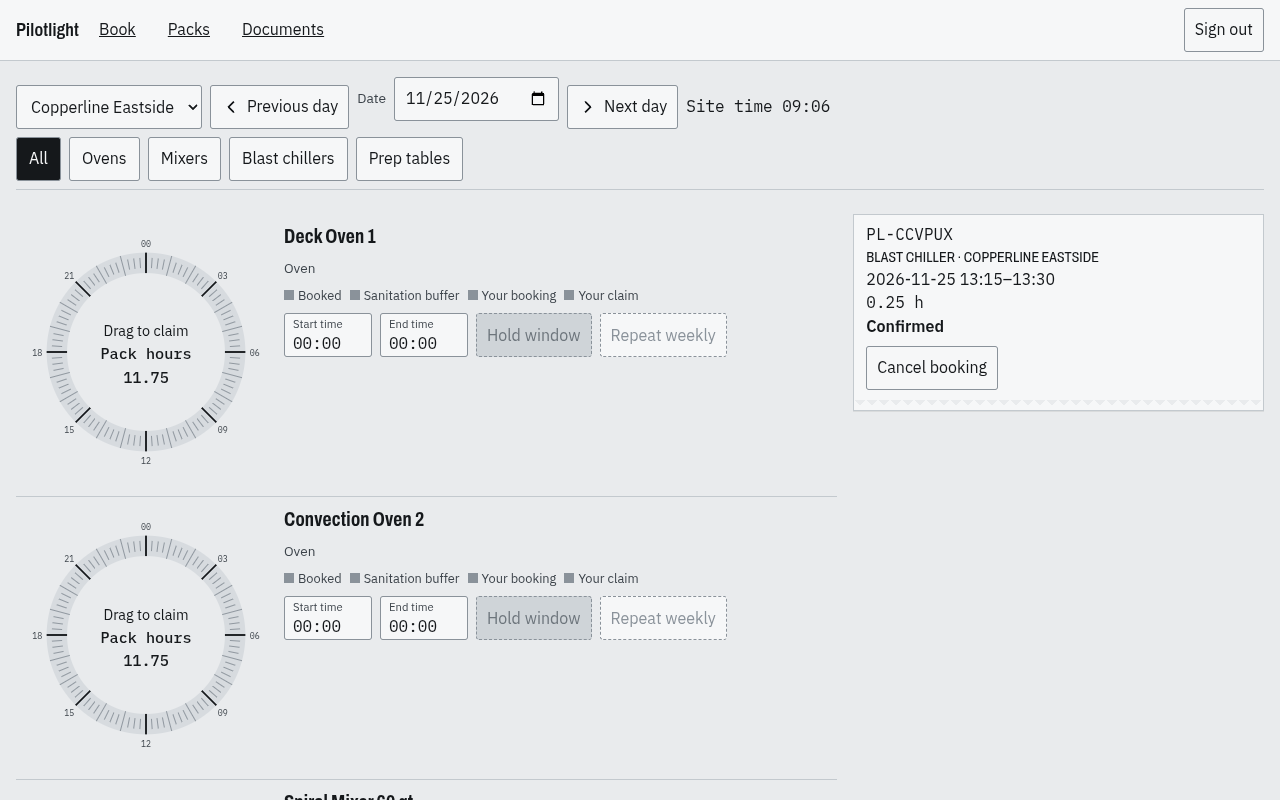 Pilotlight Book Packs Documents Sign out
Copperline Eastside Previous day Date 11/25/2026 Next day Site time 09:06
All Ovens Mixers Blast chillers Prep tables
Deck Oven 1
Oven
Booked Sanitation buffer Your booking Your claim
Start time End time
00:00 00:00 Hold window Repeat weekly
00
03
06
09
12
15
18
21
Drag to claim
Pack hours
11.75
PL-CCVPUX
BLAST CHILLER · COPPERLINE EASTSIDE
2026-11-25 13:15–13:30
0.25 h
Confirmed
Cancel booking
Convection Oven 2
Oven
Booked Sanitation buffer Your booking Your claim
Start time End time
00:00 00:00 Hold window Repeat weekly
00
03
06
09
12
15
18
21
Drag to claim
Pack hours
11.75
Spiral Mixer 60 qt